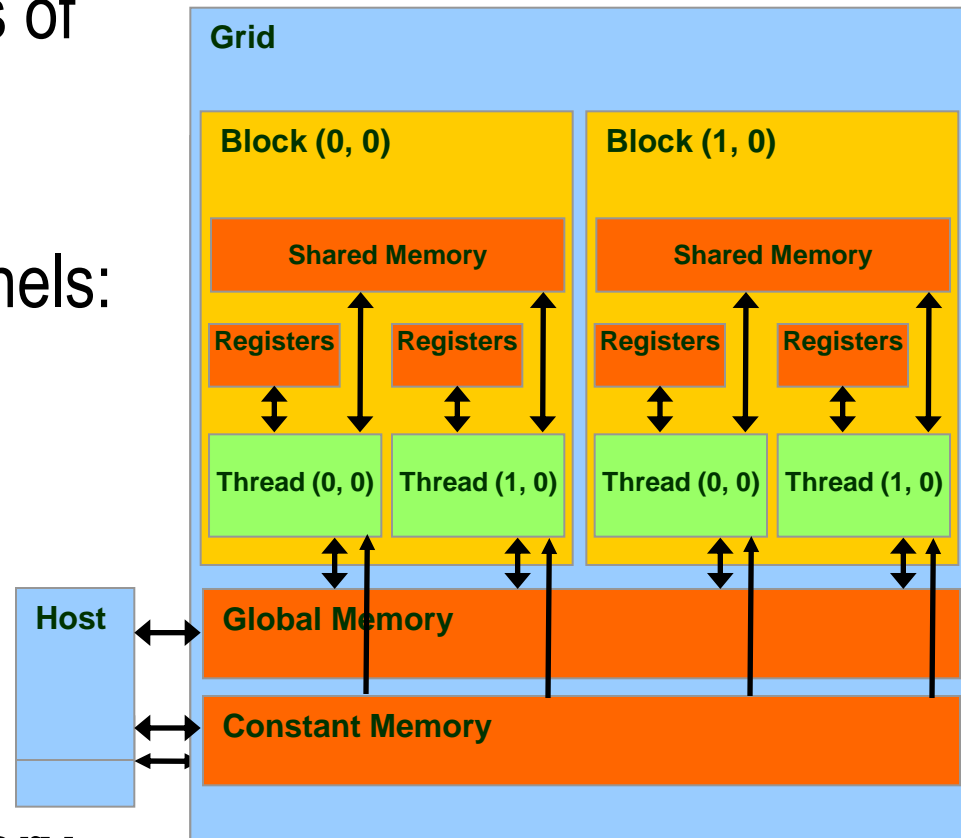 s of
Grid
Block (0, 0)
Block (1, 0)
Shared Memory
Shared Memory
nels:
Registers
Registers
Registers
Registers
Thread (0, 0)
Thread (1, 0)
Thread (0, 0)
Thread (1, 0)
Host
Global Memory
Constant Memory